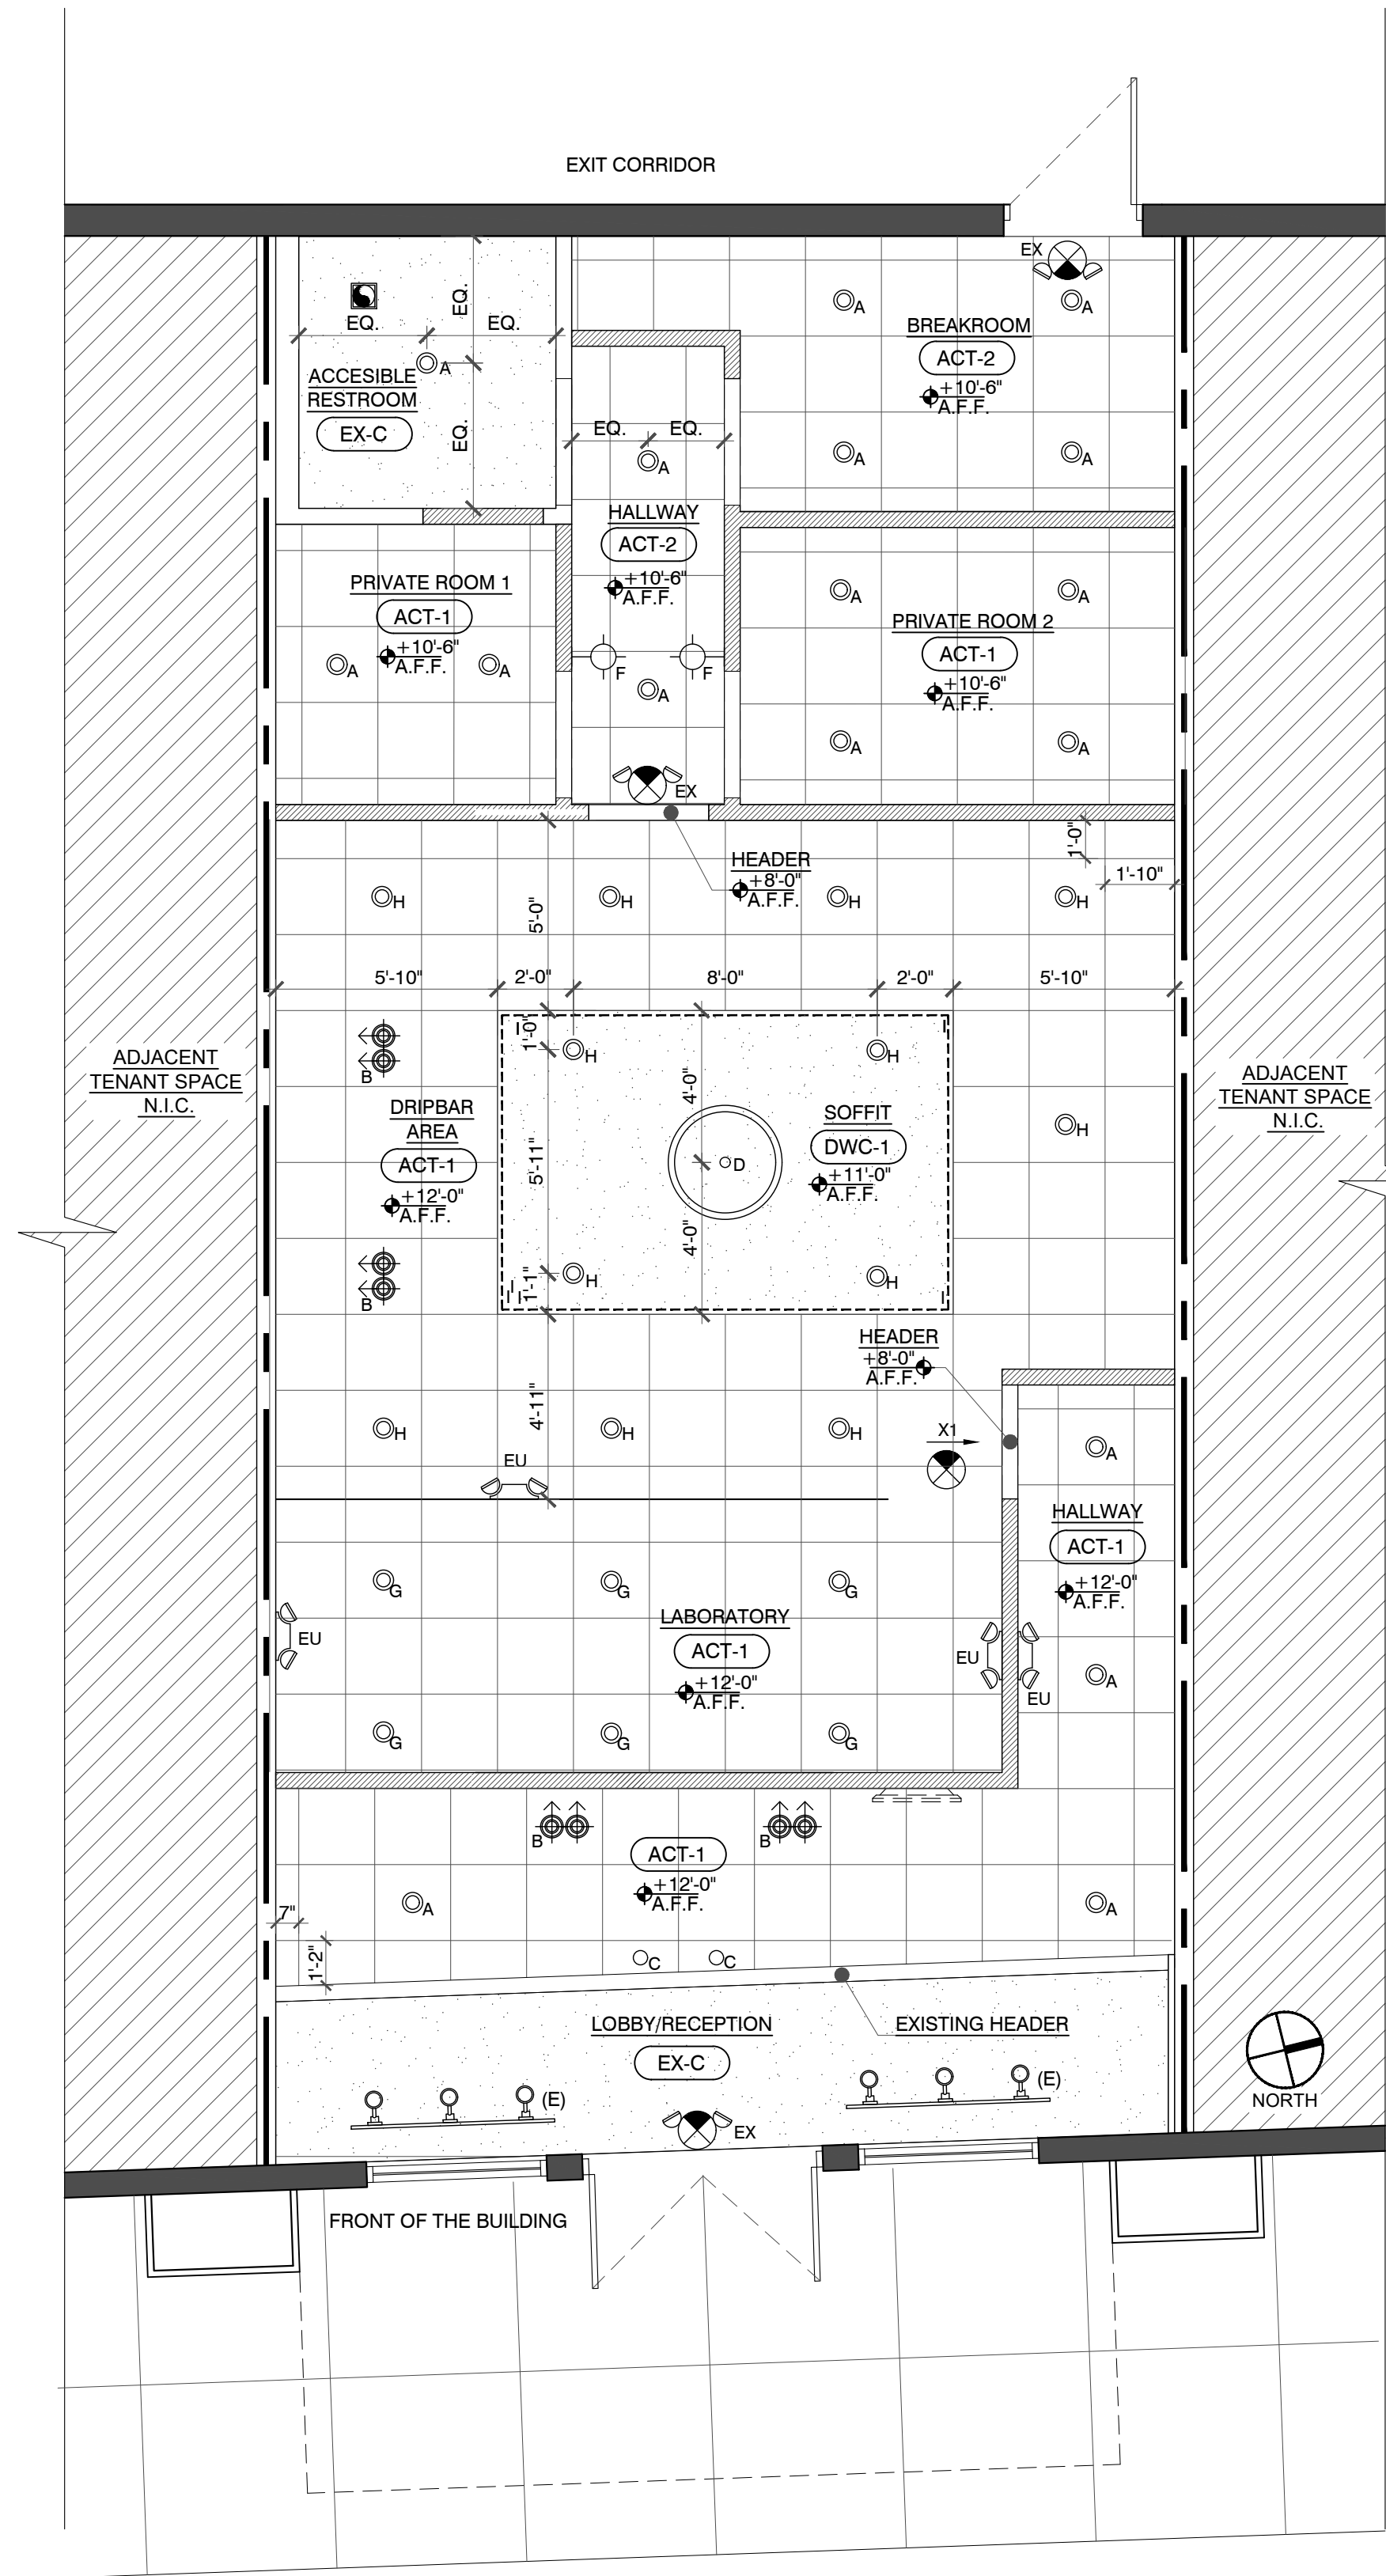 EXIT CORRIDOR
EX
EQ.
EQ.
EQ.
A
ACCESIBLE
RESTROOM
EX-C
EQ.
A
A
BREAKROOM
ACT-2
+10'-6"
A.F.F.
A
A
EQ.
EQ.
A
HALLWAY
ACT-2
+10'-6"
A.F.F.
F
F
A
EX
PRIVATE ROOM 1
ACT-1
+10'-6"
A.F.F.
A
A
A
A
PRIVATE ROOM 2
ACT-1
+10'-6"
A.F.F.
A
A
HEADER
+8'-0"
A.F.F.
1'-0"
1'-10"
H
H
H
H
5'-0"
5'-10"
2'-0"
8'-0"
2'-0"
5'-10"
I
1'-0"
H
H
I
B
ADJACENT
TENANT SPACE
N.I.C.
DRIPBAR
AREA
ACT-1
+12'-0"
A.F.F.
5'-11"
4'-0"
D
4'-0"
SOFFIT
DWC-1
+11'-0"
A.F.F.
H
ADJACENT
TENANT SPACE
N.I.C.
B
I
I
1'-1"
H
H
I
HEADER
+8'-0"
A.F.F.
4'-11"
H
H
H
X1
A
EU
HALLWAY
ACT-1
+12'-0"
A.F.F.
G
G
G
EU
LABORATORY
ACT-1
+12'-0"
A.F.F.
EU
EU
A
G
G
G
B
B
ACT-1
+12'-0"
A.F.F.
A
A
7"
1'-2"
C
C
LOBBY/RECEPTION
EX-C
EXISTING HEADER
(E)
(E)
EX
NORTH
FRONT OF THE BUILDING